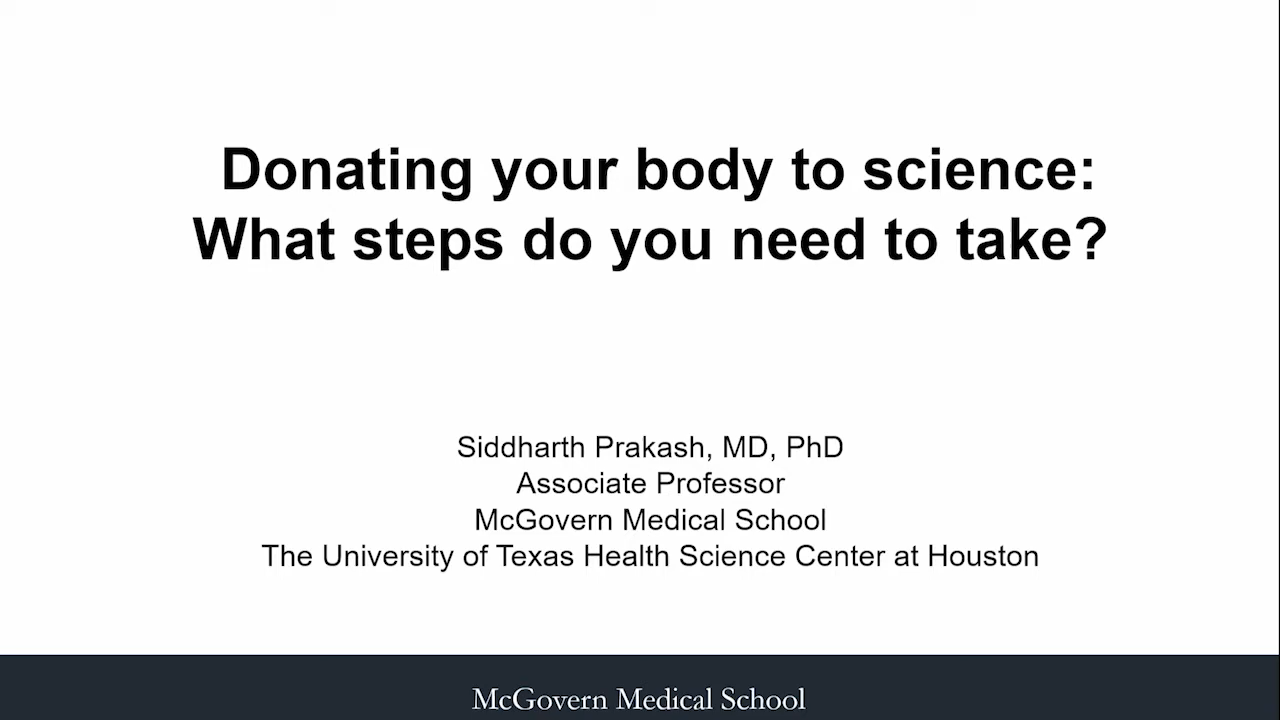 Donating your body to science:
What steps do you need to take?
Siddharth Prakash, MD, PhD
Associate Professor
McGovern Medical School
The University of Texas Health Science Center at Houston
McGovern Medical School